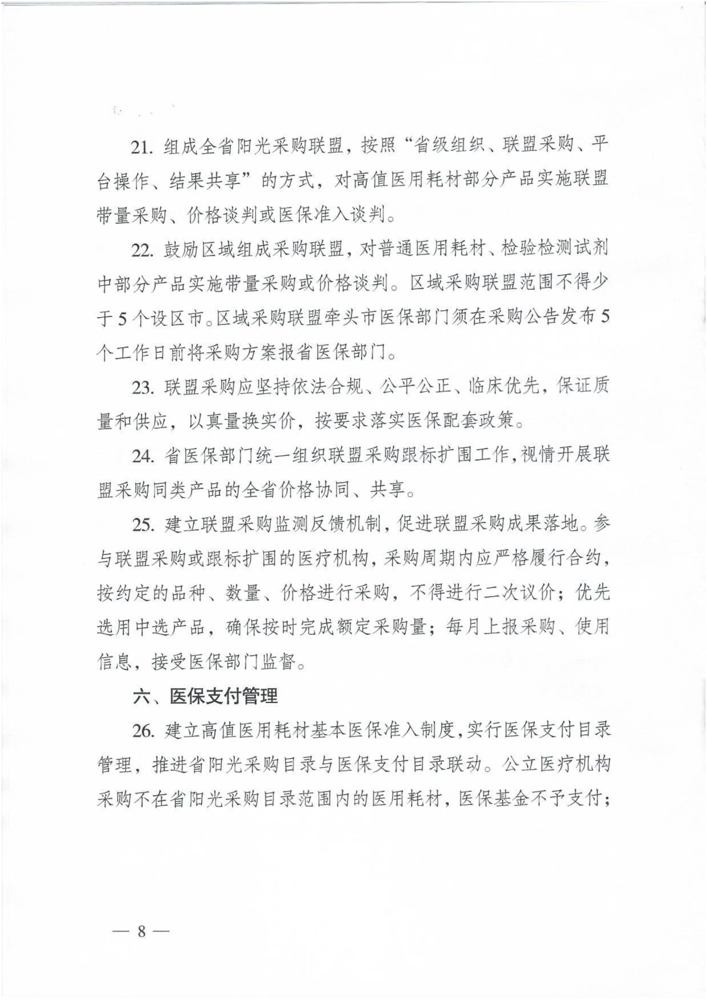 21. 组成全省阳光采购联盟，按照“省级组织、联盟采购、平
台操作、结果共享”的方式，对高值医用耗材部分产品实施联盟
带量采购、价格谈判或医保准入谈判。
22. 鼓励区域组成采购联盟，对普通医用耗材、检验检测试剂
中部分产品实施带量采购或价格谈判。区域采购联盟范围不得少
于 5 个设区市。区域采购联盟牵头市医保部门须在采购公告发布 5
个工作日前将采购方案报省医保部门。
23. 联盟采购应坚持依法合规、公平公正、临床优先，保证质
量和供应，以真量换实价，按要求落实医保配套政策。
24. 省医保部门统一组织联盟采购跟标扩围工作，视情开展联
盟采购同类产品的全省价格协同、共享。
25. 建立联盟采购监测反馈机制，促进联盟采购成果落地。参
与联盟采购或跟标扩围的医疗机构，采购周期内应严格履行合约，
按约定的品种、数量、价格进行采购，不得进行二次议价；优先
选用中选产品，确保按时完成额定采购量；每月上报采购、使用
信息，接受医保部门监督。
六、医保支付管理
26. 建立高值医用耗材基本医保准入制度，实行医保支付目录
管理，推进省阳光采购目录与医保支付目录联动。公立医疗机构
采购不在省阳光采购目录范围内的医用耗材，医保基金不予支付；
— 8 —